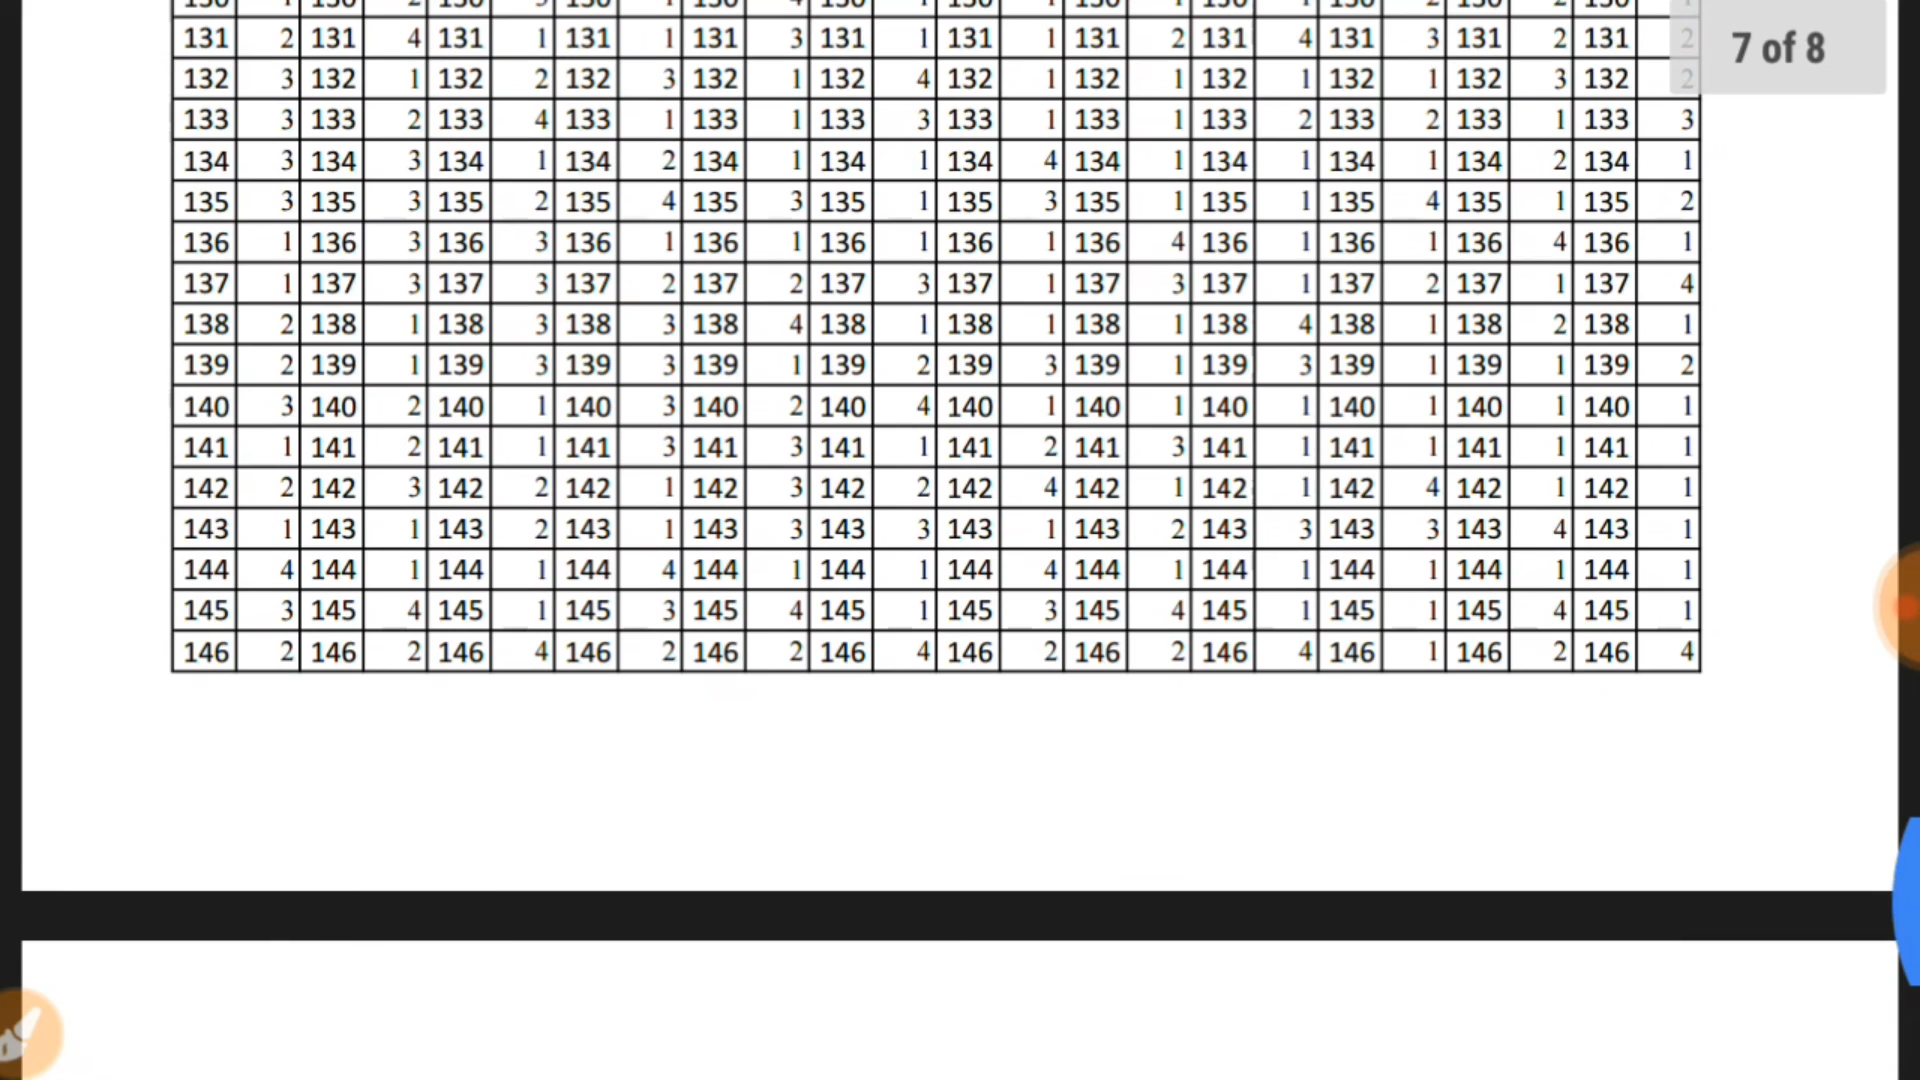 131 2 131 4 131 1 131 1 131 3 131 1 131 1 131 2 131 4 131 3 131 2 131 2
7 of 8
132 3 132 1 132 2 132 3 132 1 132 4 132 1 132 1 132 1 132 1 132 3 132 2
133 3 133 2 133 4 133 1 133 1 133 3 133 1 133 1 133 2 133 2 133 1 133 3
134 3 134 3 134 1 134 2 134 1 134 1 134 4 134 1 134 1 134 1 134 2 134 1
135 3 135 3 135 2 135 4 135 3 135 1 135 3 135 1 135 1 135 4 135 1 135 2
136 1 136 3 136 3 136 1 136 1 136 1 136 1 136 4 136 1 136 1 136 4 136 1
137 1 137 3 137 3 137 2 137 2 137 3 137 1 137 3 137 1 137 2 137 1 137 4
138 2 138 1 138 3 138 3 138 4 138 1 138 1 138 1 138 4 138 1 138 2 138 1
139 2 139 1 139 3 139 3 139 1 139 2 139 3 139 1 139 3 139 1 139 1 139 2
140 3 140 2 140 1 140 3 140 2 140 4 140 1 140 1 140 1 140 1 140 1 140 1
141 1 141 2 141 1 141 3 141 3 141 1 141 2 141 3 141 1 141 1 141 1 141 1
142 2 142 3 142 2 142 1 142 3 142 2 142 4 142 1 142 1 142 4 142 1 142 1
143 1 143 1 143 2 143 1 143 3 143 3 143 1 143 2 143 3 143 3 143 4 143 1
144 4 144 1 144 1 144 4 144 1 144 1 144 4 144 1 144 1 144 1 144 1 144 1
145 3 145 4 145 1 145 3 145 4 145 1 145 3 145 4 145 1 145 1 145 4 145 1
146 2 146 2 146 4 146 2 146 2 146 4 146 2 146 2 146 4 146 1 146 2 146 4